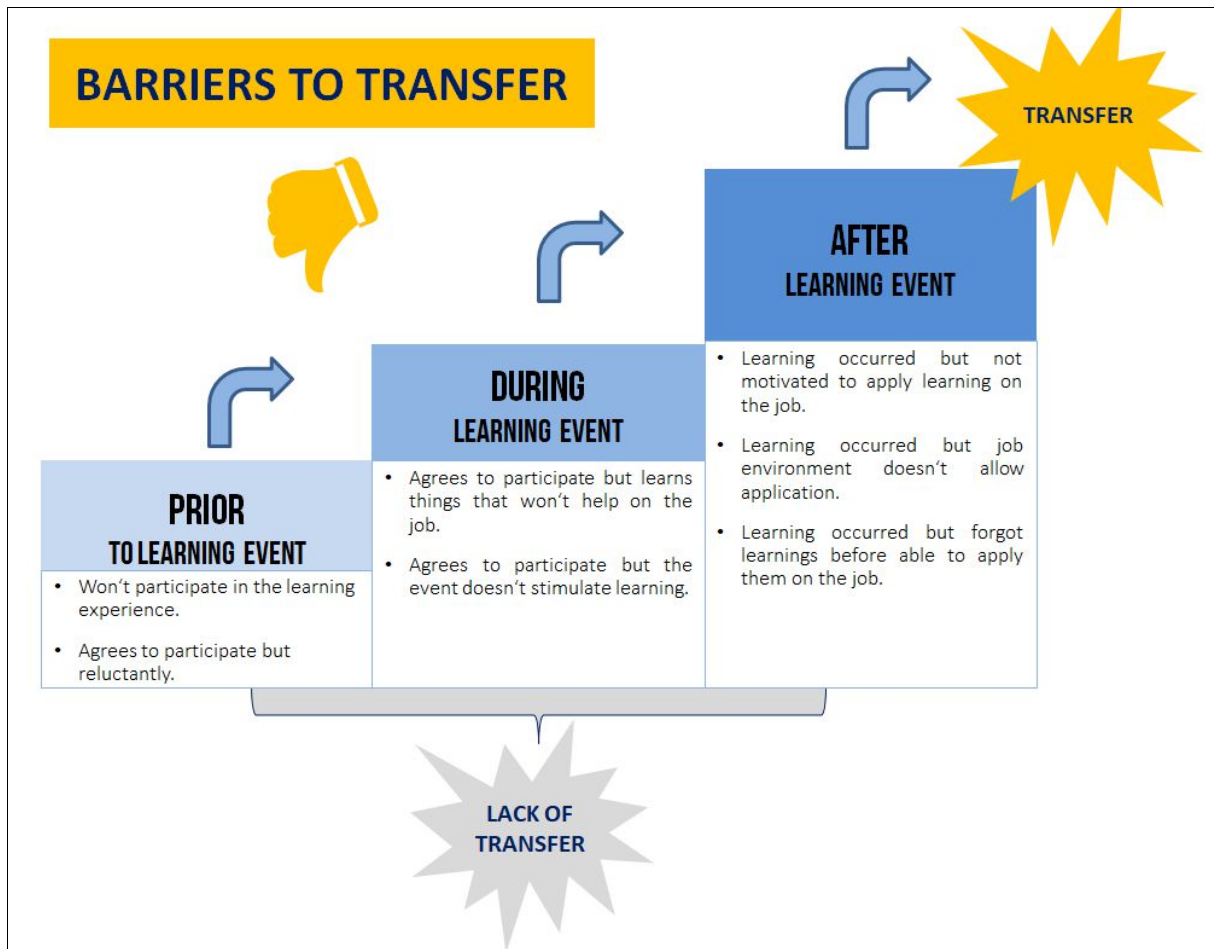 BARRIERS TO TRANSFER
TRANSFER
PRIOR
TO LEARNING EVENT
• Won't participate in the learning
experience.
• Agrees to participate but
reluctantly.
DURING
LEARNING EVENT
• Agrees to participate but learns
things that won't help on the
job.
• Agrees to participate but the
event doesn't stimulate learning.
AFTER
LEARNING EVENT
• Learning occurred but not
motivated to apply learning on
the job.
• Learning occurred but job
environment doesn't allow
application.
• Learning occurred but forgot
learnings before able to apply
them on the job.
LACK OF
TRANSFER